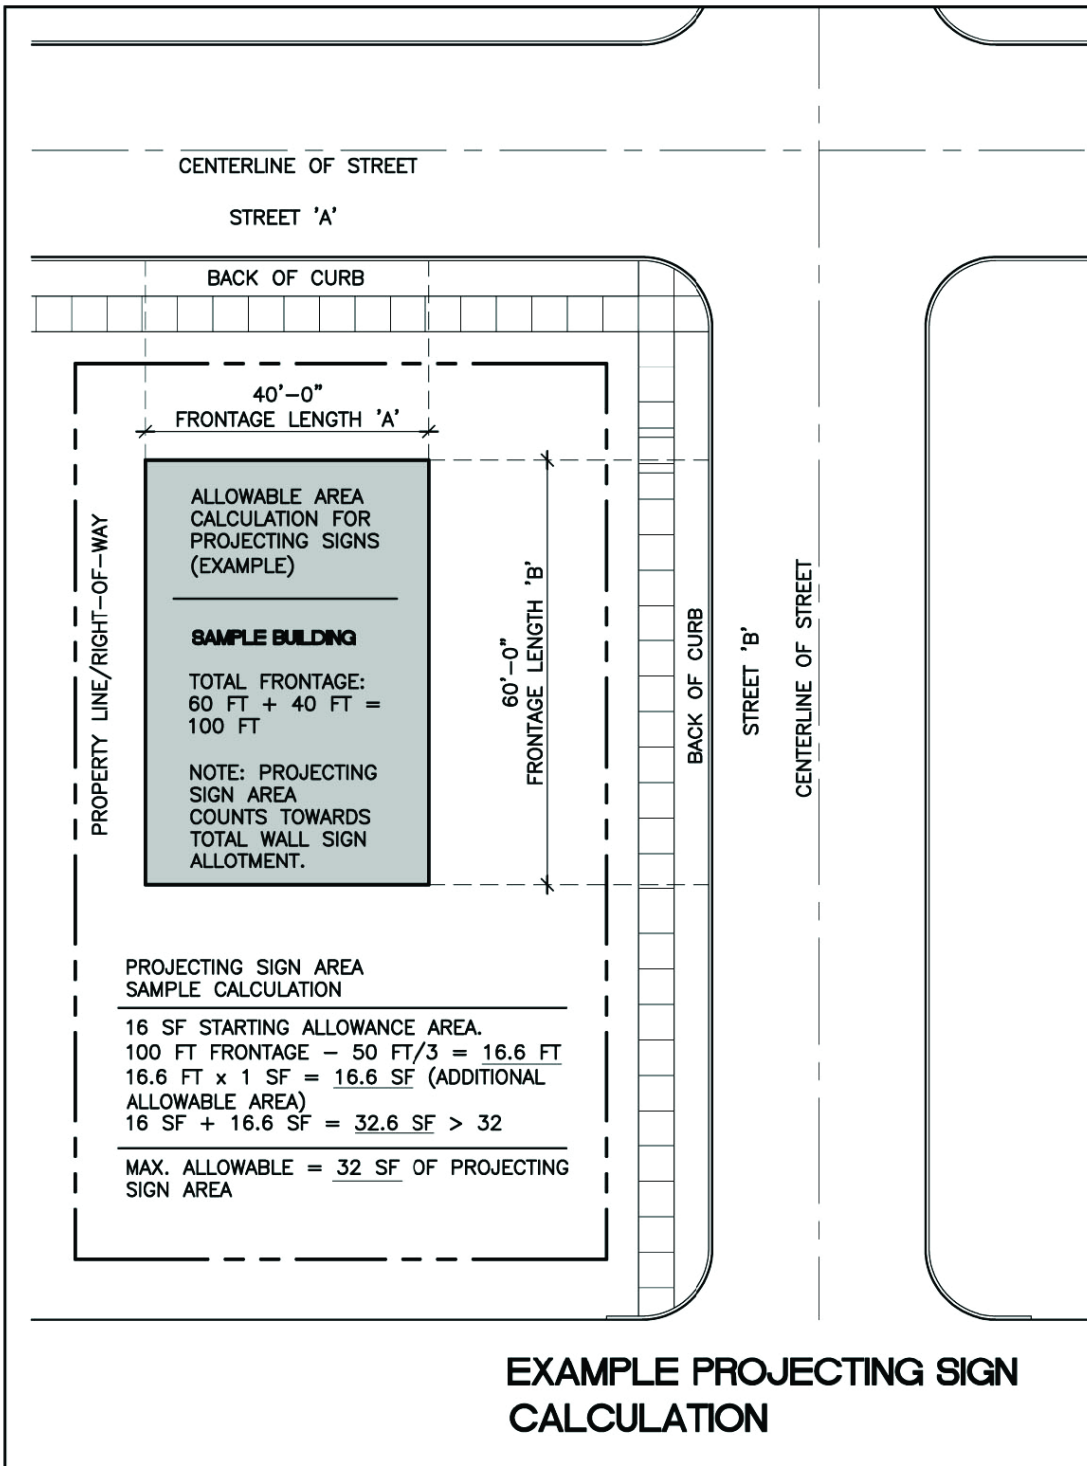 CENTERLINE OF STREET
STREET 'A'
BACK OF CURB
40'-0"
FRONTAGE LENGTH 'A'
ALLOWABLE AREA
CALCULATION FOR
PROJECTING SIGNS
(EXAMPLE)
SAMPLE BUILDING
TOTAL FRONTAGE:
60 FT + 40 FT =
100 FT
NOTE: PROJECTING
SIGN AREA
COUNTS TOWARDS
TOTAL WALL SIGN
ALLOTMENT.
PROPERTY LINE/RIGHT-OF-WAY
60'-0"
FRONTAGE LENGTH 'B'
BACK OF CURB
STREET 'B'
CENTERLINE OF STREET
PROJECTING SIGN AREA
SAMPLE CALCULATION
16 SF STARTING ALLOWANCE AREA.
100 FT FRONTAGE - 50 FT/3 = 16.6 FT
16.6 FT x 1 SF = 16.6 SF (ADDITIONAL
ALLOWABLE AREA)
16 SF + 16.6 SF = 32.6 SF > 32
MAX. ALLOWABLE = 32 SF OF PROJECTING
SIGN AREA
EXAMPLE PROJECTING SIGN
CALCULATION